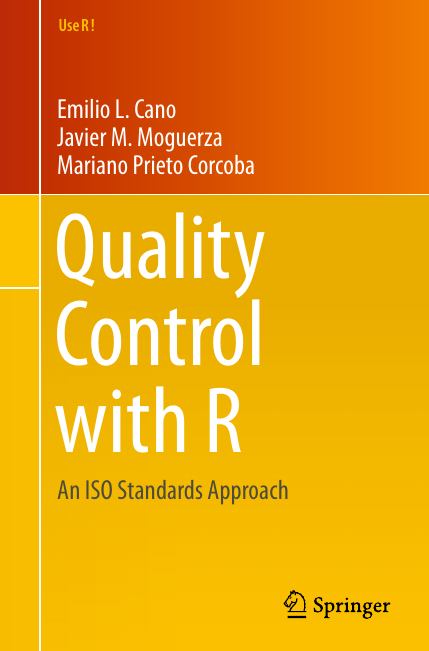 Use R!
Emilio L. Cano
Javier M. Moguerza
Mariano Prieto Corcoba
Quality
Control
with R
An ISO Standards Approach
Springer